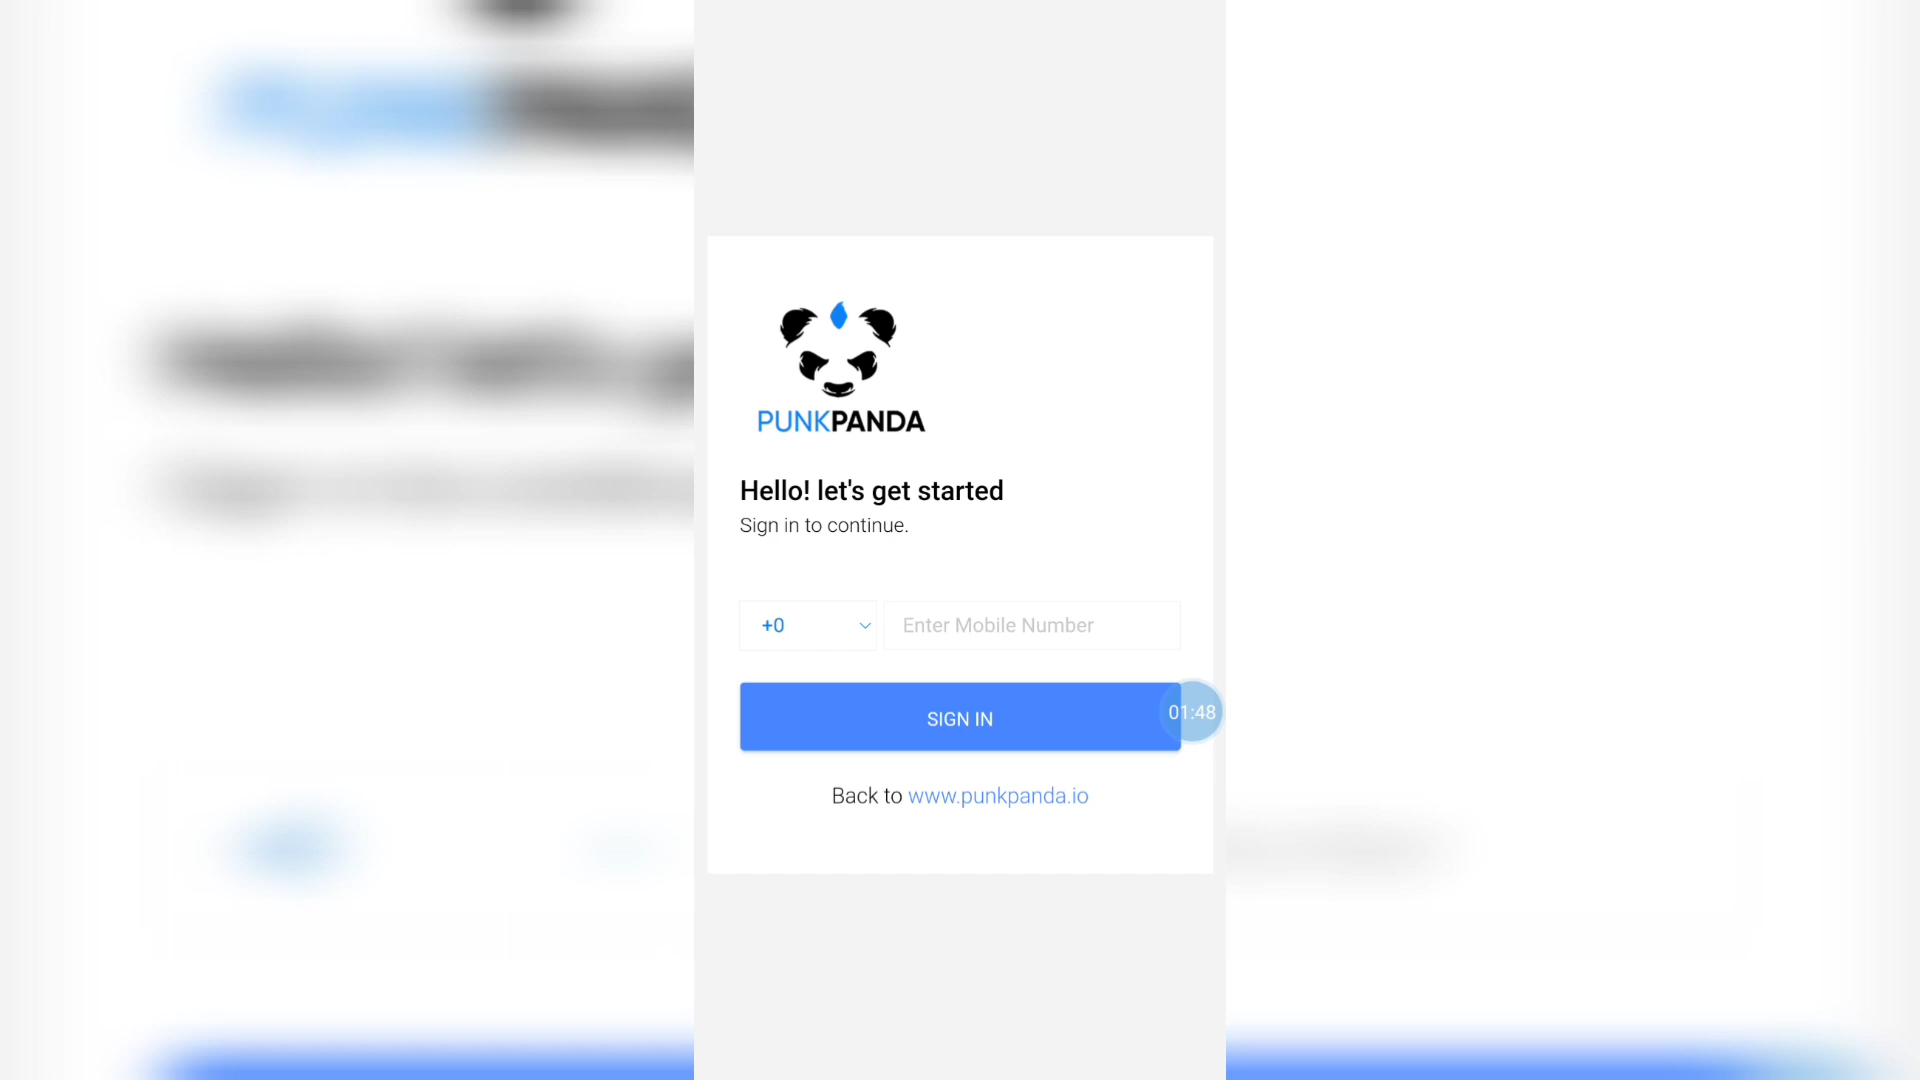 PUNKPANDA
Hello! let's get started
Sign in to continue.
+0 Enter Mobile Number
SIGN IN
01:48
Back to www.punkpanda.io